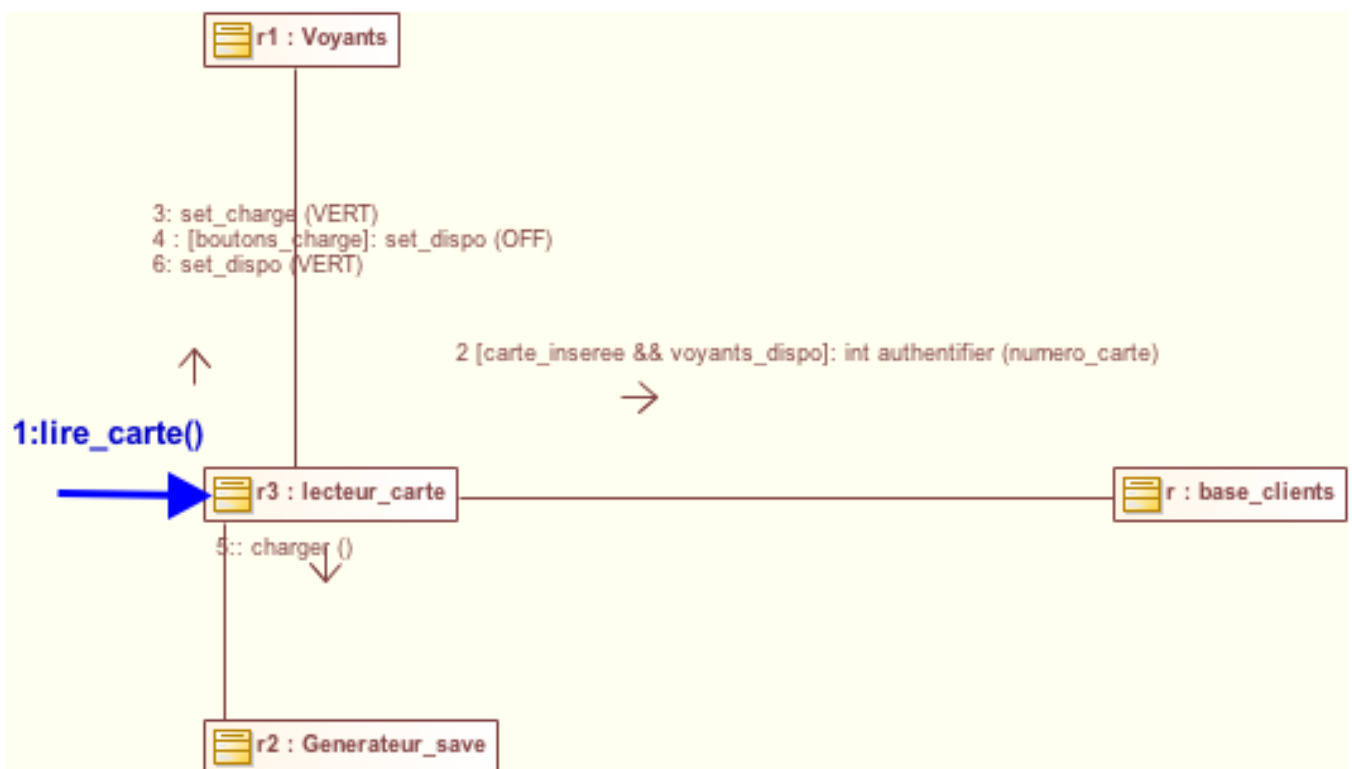 r1 : Voyants
3: set_charge (VERT)
4 : [boutons_charge]: set_dispo (OFF)
6: set_dispo (VERT)
2 [carte_inseree && voyants_dispo]: int authentifier (numero_carte)
1:lire_carte()
r3 : lecteur_carte
r : base_clients
5:: charger ()
r2 : Generateur_save